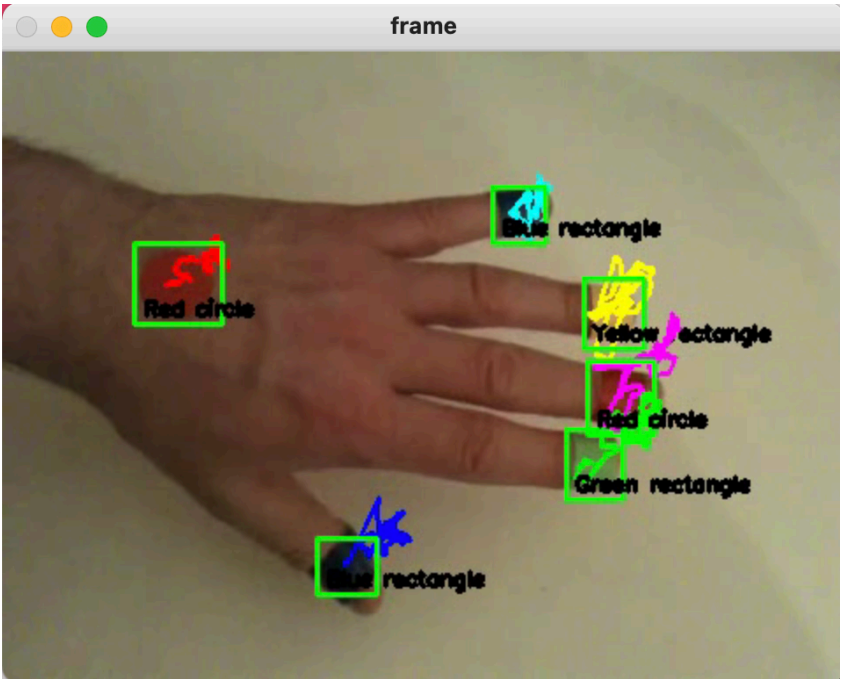 frame
Blue rectangle
Red circle
Yellow rectangle
Red circle
Green rectangle
Blue rectangle